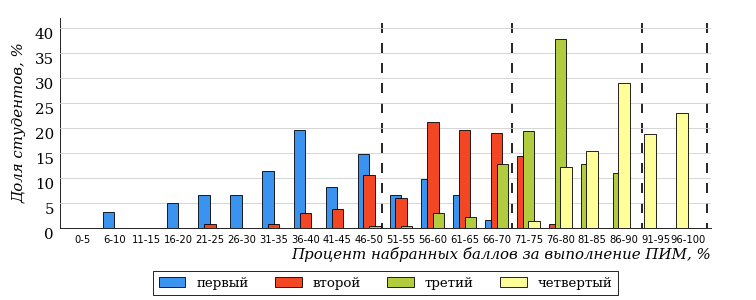 Доля студентов, %
40
35
30
25
20
15
10
5
0
0-5 6-10 11-15 16-20 21-25 26-30 31-35 36-40 41-45 46-50 51-55 56-60 61-65 66-70 71-75 76-80 81-85 86-90 91-95 96-100
Процент набранных баллов за выполнение ПИМ, %
первый второй третий четвертый